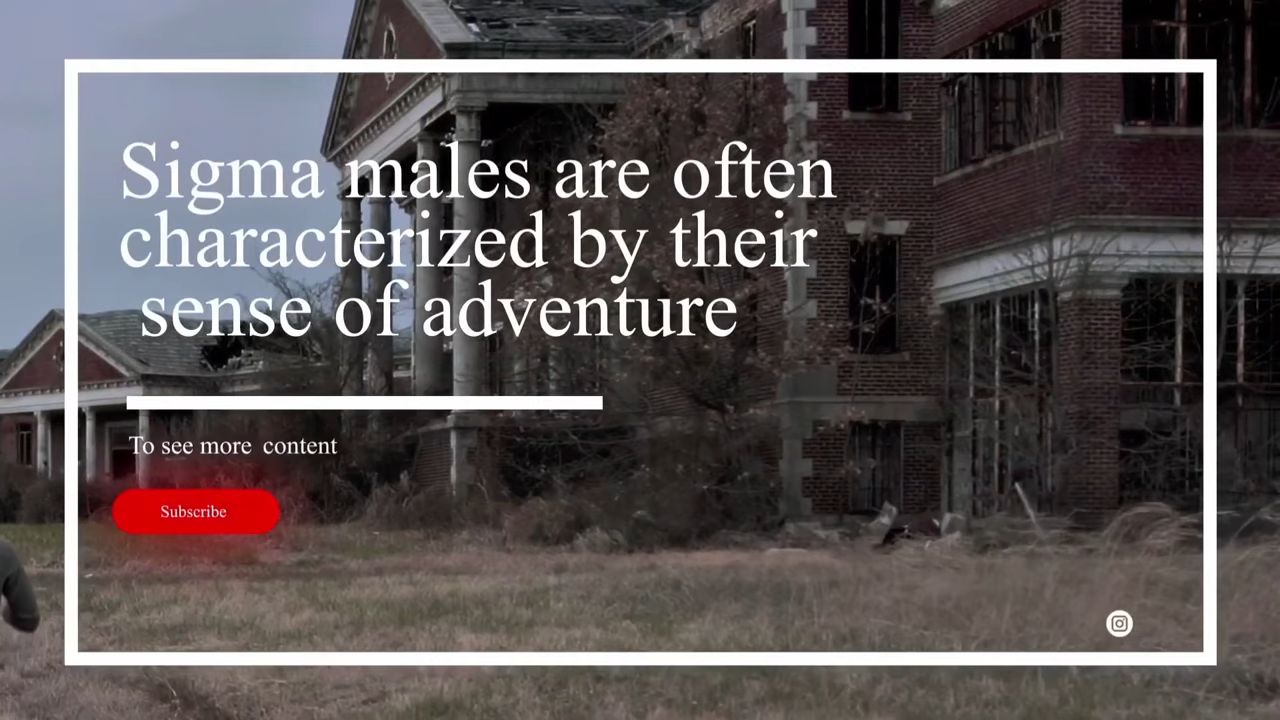 Sigma males are often
characterized by their
sense of adventure
To see more content
Subscribe